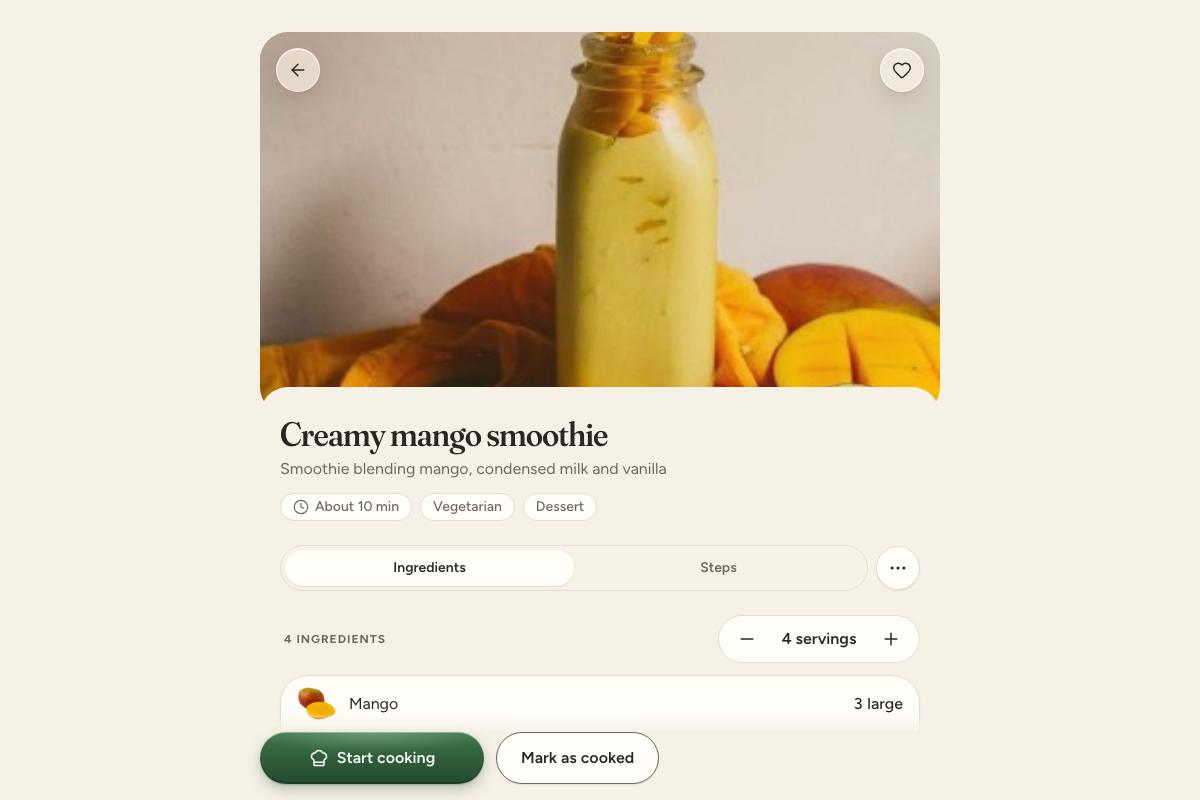 Creamy mango smoothie
Smoothie blending mango, condensed milk and vanilla
About 10 min
Vegetarian
Dessert
Ingredients
Steps
4 INGREDIENTS
4 servings
Mango
3 large
Start cooking
Mark as cooked